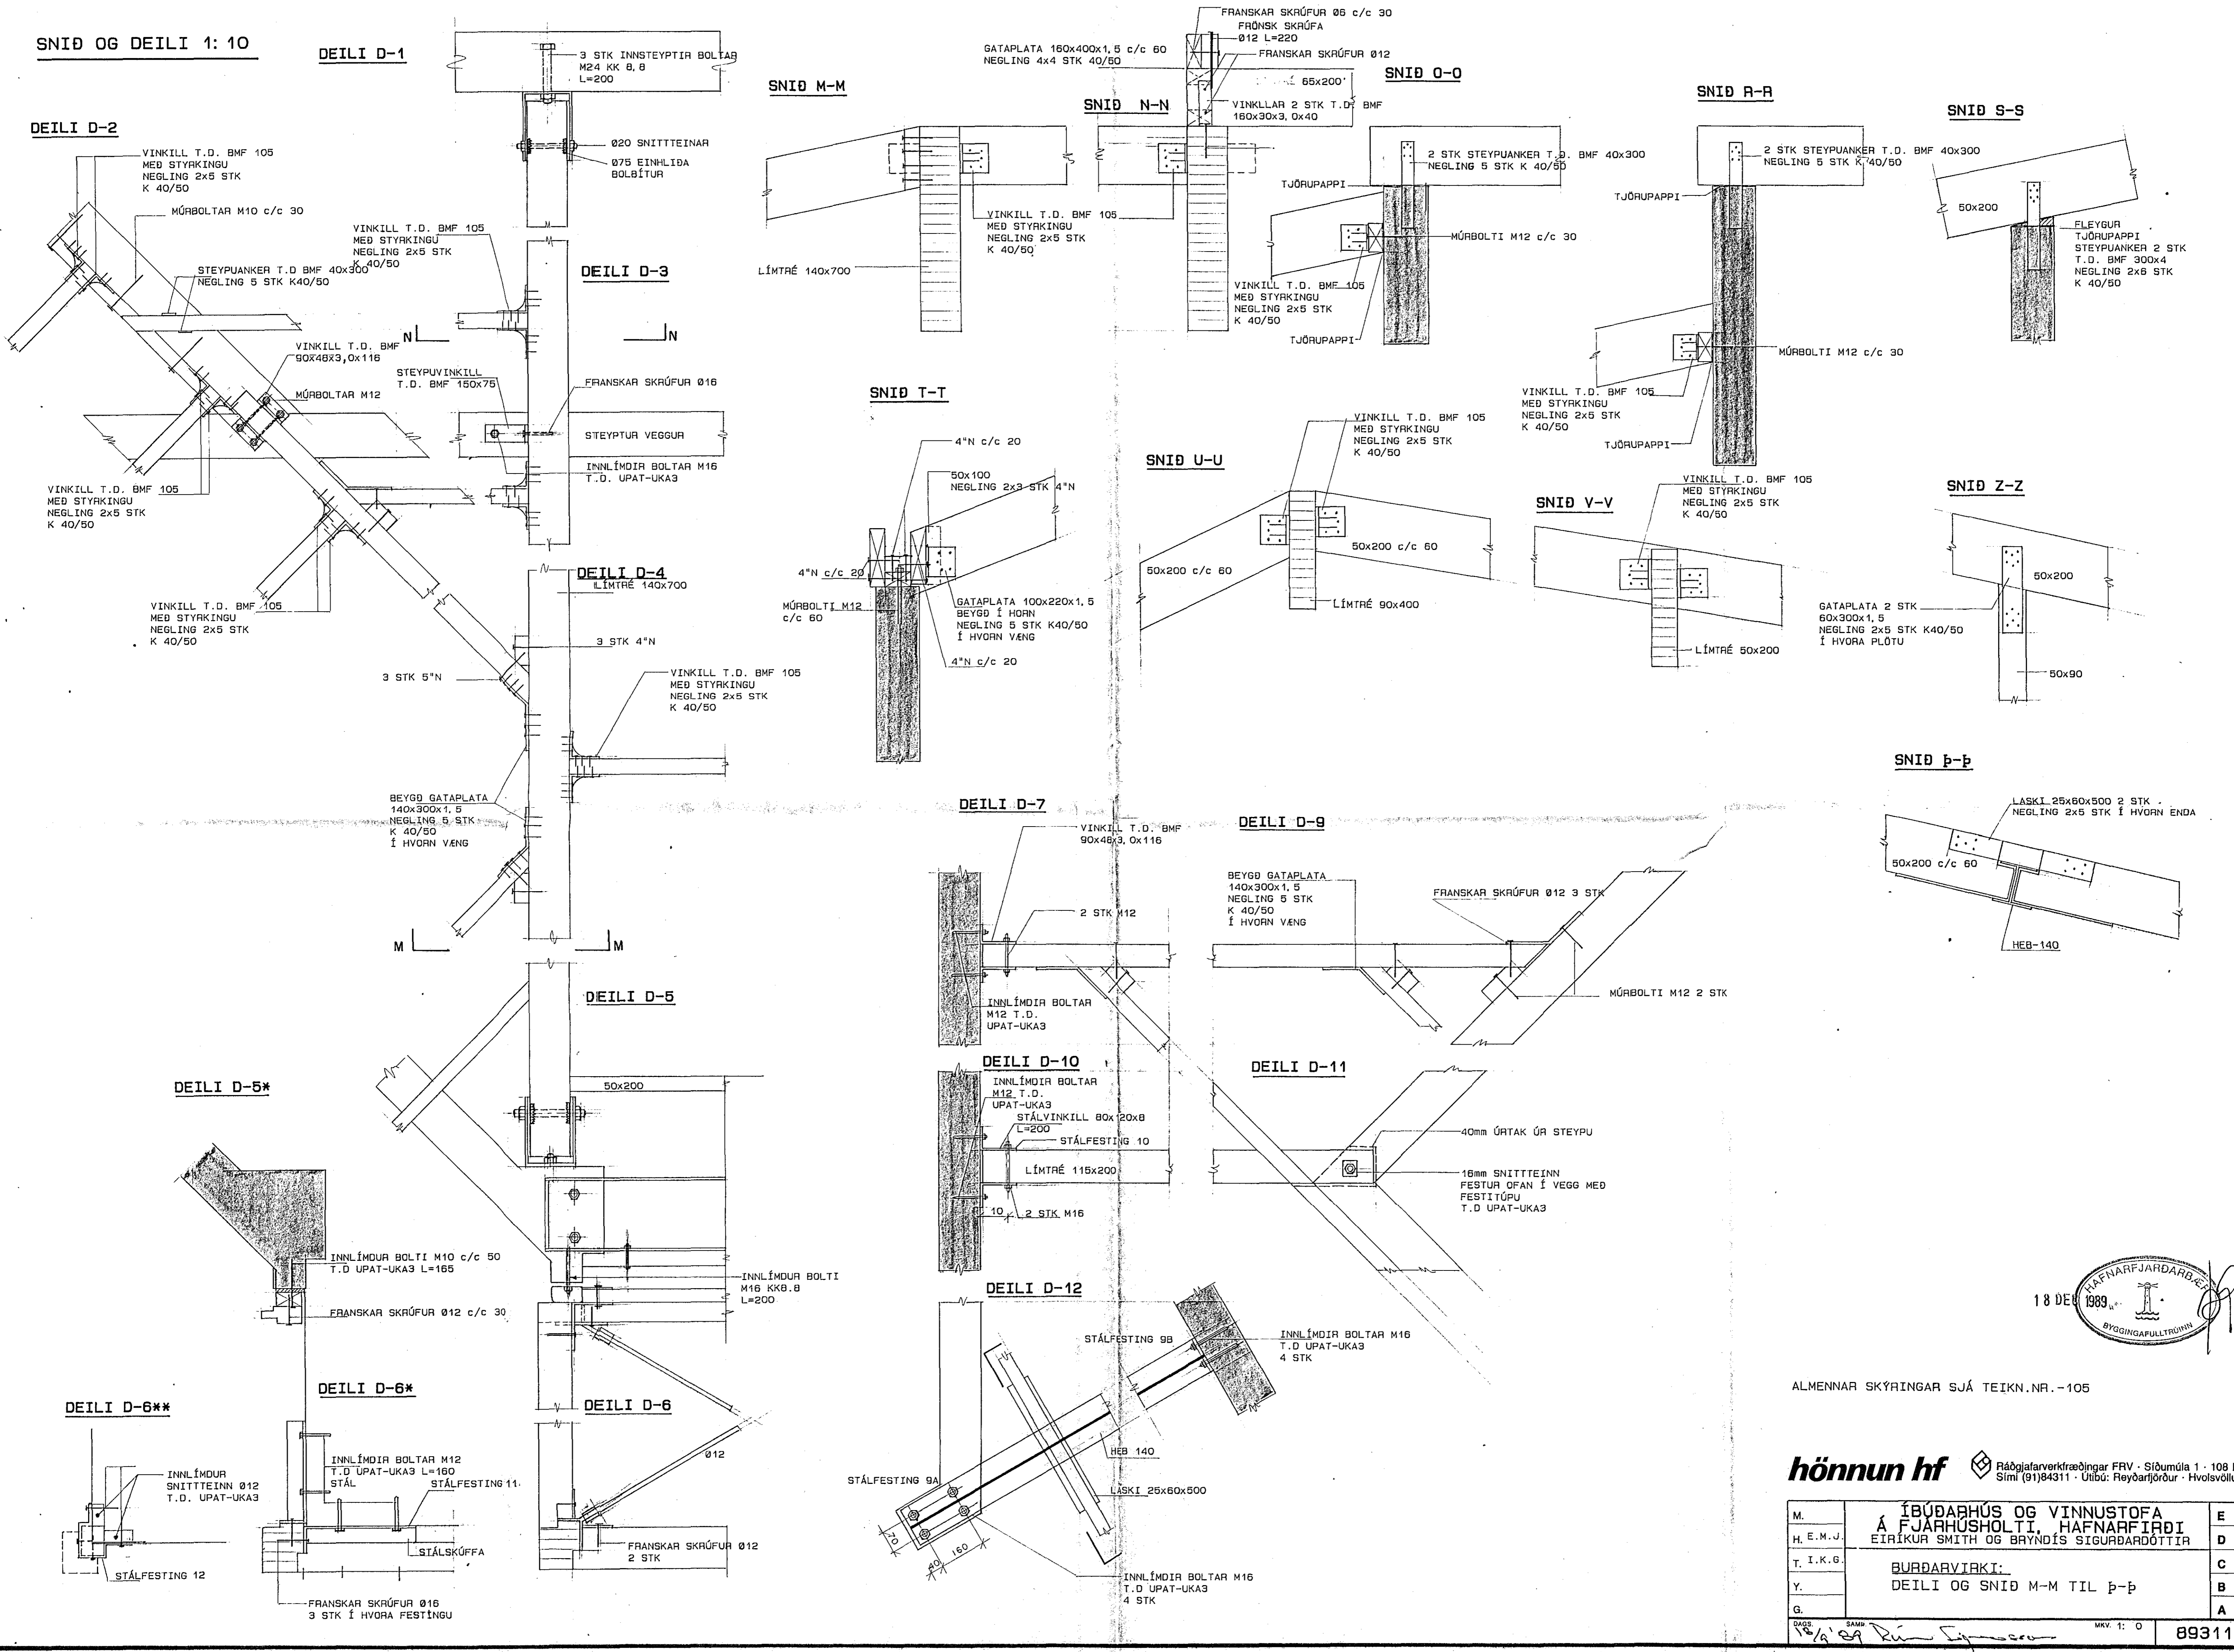 SNIÐ OG DEILI 1:10
DEILI D-1
3 STK INNSTEYPTIR BOLTAR
M24 KK 8,8
L=200
Ø20 SNITTTEINAR
Ø75 EINHLIÐA
BOLBÍTUR
DEILI D-2
VINKILL T.D. BMF 105
MEÐ STYRKINGU
NEGLING 2x5 STK
K 40/50
MÚRBOLTAR M10 c/c 30
STEYPUANKER T.D BMF 40x300
NEGLING 5 STK K40/50
VINKILL T.D. BMF
90x48x3,0x116
MÚRBOLTAR M12
VINKILL T.D. BMF 105
MEÐ STYRKINGU
NEGLING 2x5 STK
K 40/50
VINKILL T.D. BMF 105
MEÐ STYRKINGU
NEGLING 2x5 STK
K 40/50
VINKILL T.D. BMF 105
MEÐ STYRKINGU
NEGLING 2x5 STK
K 40/50
DEILI D-3
N
N
STEYPUVINKILL
T.D. BMF 150x75
FRANSKAR SKRÚFUR Ø16
STEYPTUR VEGGUR
INNLÍMDIR BOLTAR M16
T.D. UPAT-UKA3
DEILI D-4
LÍMTRÉ 140x700
3 STK 4"N
3 STK 5"N
VINKILL T.D. BMF 105
MEÐ STYRKINGU
NEGLING 2x5 STK
K 40/50
BEYGÐ GATAPLATA
140x300x1,5
NEGLING 5 STK
K 40/50
Í HVORN VÆNG
M
M
SNIÐ M-M
LÍMTRÉ 140x700
VINKILL T.D. BMF 105
MEÐ STYRKINGU
NEGLING 2x5 STK
K 40/50
SNIÐ N-N
FRANSKAR SKRÚFUR Ø6 c/c 30
FRÖNSK SKRÚFA
Ø12 L=220
FRANSKAR SKRÚFUR Ø12
GATAPLATA 160x400x1,5 c/c 60
NEGLING 4x4 STK 40/50
65x200
VINKLLAR 2 STK T.D. BMF
160x30x3,0x40
SNIÐ O-O
2 STK STEYPUANKER T.D. BMF 40x300
NEGLING 5 STK K 40/50
TJÖRUPAPPI
MÚRBOLTI M12 c/c 30
VINKILL T.D. BMF 105
MEÐ STYRKINGU
NEGLING 2x5 STK
K 40/50
TJÖRUPAPPI
SNIÐ R-R
2 STK STEYPUANKER T.D. BMF 40x300
NEGLING 5 STK K 40/50
TJÖRUPAPPI
MÚRBOLTI M12 c/c 30
VINKILL T.D. BMF 105
MEÐ STYRKINGU
NEGLING 2x5 STK
K 40/50
TJÖRUPAPPI
SNIÐ S-S
50x200
FLEYGUR
TJÖRUPAPPI
STEYPUANKER 2 STK
T.D. BMF 300x4
NEGLING 2x6 STK
K 40/50
SNIÐ T-T
4"N c/c 20
50x100
NEGLING 2x3 STK 4"N
4"N c/c 20
MÚRBOLTI M12
c/c 60
GATAPLATA 100x220x1,5
BEYGÐ Í HORN
NEGLING 5 STK K40/50
Í HVORN VÆNG
4"N c/c 20
SNIÐ U-U
VINKILL T.D. BMF 105
MEÐ STYRKINGU
NEGLING 2x5 STK
K 40/50
50x200 c/c 60
50x200 c/c 60
LÍMTRÉ 90x400
SNIÐ V-V
VINKILL T.D. BMF 105
MEÐ STYRKINGU
NEGLING 2x5 STK
K 40/50
LÍMTRÉ 50x200
SNIÐ Z-Z
50x200
GATAPLATA 2 STK
60x300x1,5
NEGLING 2x5 STK K40/50
Í HVORA PLÖTU
50x90
SNIÐ Þ-Þ
LASKI 25x60x500 2 STK
NEGLING 2x5 STK Í HVORN ENDA
50x200 c/c 60
HEB-140
DEILI D-5
50x200
INNLÍMDUR BOLTI
M16 KK8.8
L=200
DEILI D-5*
INNLÍMDUR BOLTI M10 c/c 50
T.D UPAT-UKA3 L=165
FRANSKAR SKRÚFUR Ø12 c/c 30
DEILI D-6**
INNLÍMDUR
SNITTTEINN Ø12
T.D. UPAT-UKA3
STÁLFESTING 12
DEILI D-6*
INNLÍMDIR BOLTAR M12
T.D UPAT-UKA3 L=160
STÁL
STÁLFESTING 11
STÁLSKÚFFA
FRANSKAR SKRÚFUR Ø16
3 STK Í HVORA FESTINGU
DEILI D-6
Ø12
FRANSKAR SKRÚFUR Ø12
2 STK
DEILI D-7
VINKILL T.D. BMF
90x48x3,0x116
2 STK M12
INNLÍMDIR BOLTAR
M12 T.D.
UPAT-UKA3
DEILI D-9
BEYGÐ GATAPLATA
140x300x1,5
NEGLING 5 STK
K 40/50
Í HVORN VÆNG
FRANSKAR SKRÚFUR Ø12 3 STK
MÚRBOLTI M12 2 STK
DEILI D-10
INNLÍMDIR BOLTAR
M12 T.D.
UPAT-UKA3
STÁLVINKILL 80x120x8
L=200
STÁLFESTING 10
LÍMTRÉ 115x200
10
2 STK M16
DEILI D-11
40mm ÚRTAK ÚR STEYPU
16mm SNITTTEINN
FESTUR OFAN Í VEGG MEÐ
FESTITÚPU
T.D UPAT-UKA3
DEILI D-12
STÁLFESTING 9B
INNLÍMDIR BOLTAR M16
T.D UPAT-UKA3
4 STK
HEB 140
STÁLFESTING 9A
LASKI 25x60x500
70
40
160
INNLÍMDIR BOLTAR M16
T.D UPAT-UKA3
4 STK
HAFNARFJARÐARBÆR
18 DES 1989
BYGGINGAFULLTRÚINN
ALMENNAR SKÝRINGAR SJÁ TEIKN.NR.-105
hönnun hf
Ráðgjafarverkfræðingar FRV · Síðumúla 1 · 108
Sími (91)84311 · Útibú: Reyðarfjörður · Hvolsvöllu
M.
H. E.M.J.
T. I.K.G.
Y.
G.
ÍBÚÐARHÚS OG VINNUSTOFA
Á FJÁRHÚSHOLTI, HAFNARFIRÐI
EIRÍKUR SMITH OG BRYNDÍS SIGURÐARDÓTTIR
BURÐARVIRKI:
DEILI OG SNIÐ M-M TIL Þ-Þ
E
D
C
B
A
DAGS.
18/9 '89
SAMÞ.
MKV. 1: 0
89311